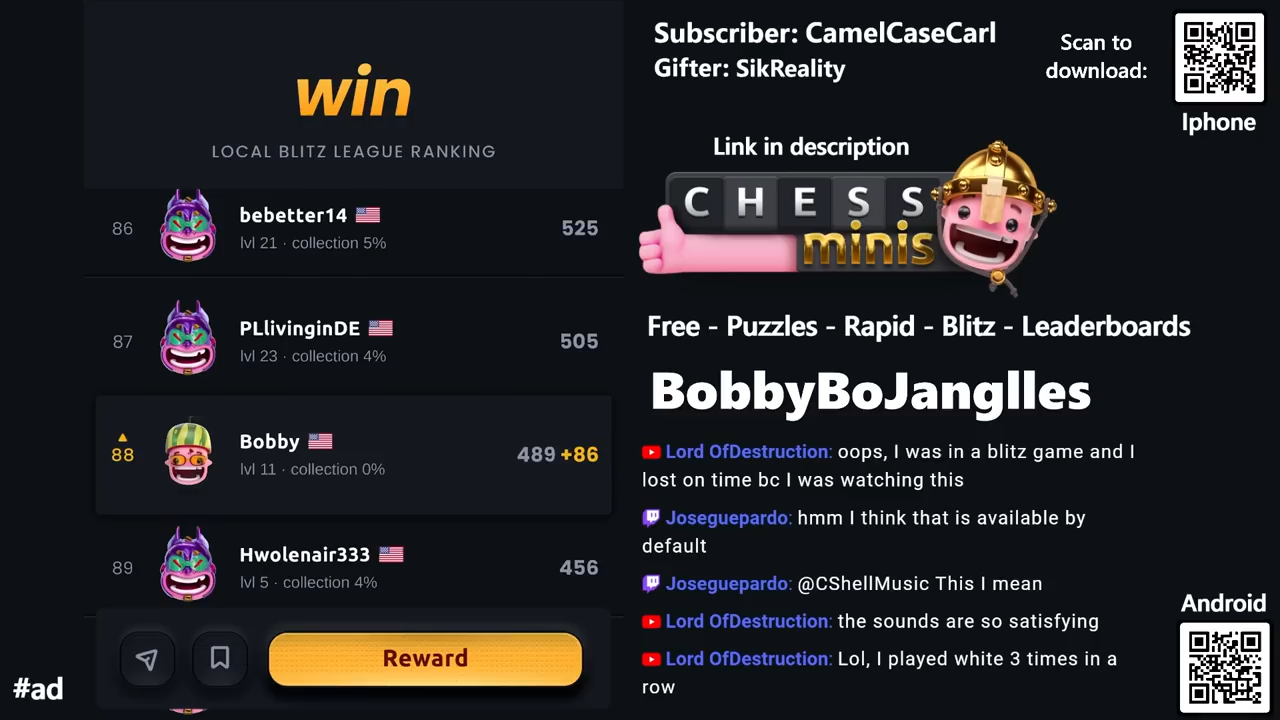 win
LOCAL BLITZ LEAGUE RANKING
86
bebetter14
lvl 21 · collection 5%
525
87
PLlivinginDE
lvl 23 · collection 4%
505
88
Bobby
lvl 11 · collection 0%
489 +86
89
Hwolenair333
lvl 5 · collection 4%
456
Reward
#ad
Subscriber: CamelCaseCarl
Gifter: SikReality
Scan to
download:
Iphone
Link in description
CHESS
minis
Free - Puzzles - Rapid - Blitz - Leaderboards
BobbyBoJanglles
Lord OfDestruction: oops, I was in a blitz game and I
lost on time bc I was watching this
Joseguepardo: hmm I think that is available by
default
Joseguepardo: @CShellMusic This I mean
Lord OfDestruction: the sounds are so satisfying
Lord OfDestruction: Lol, I played white 3 times in a
row
Android